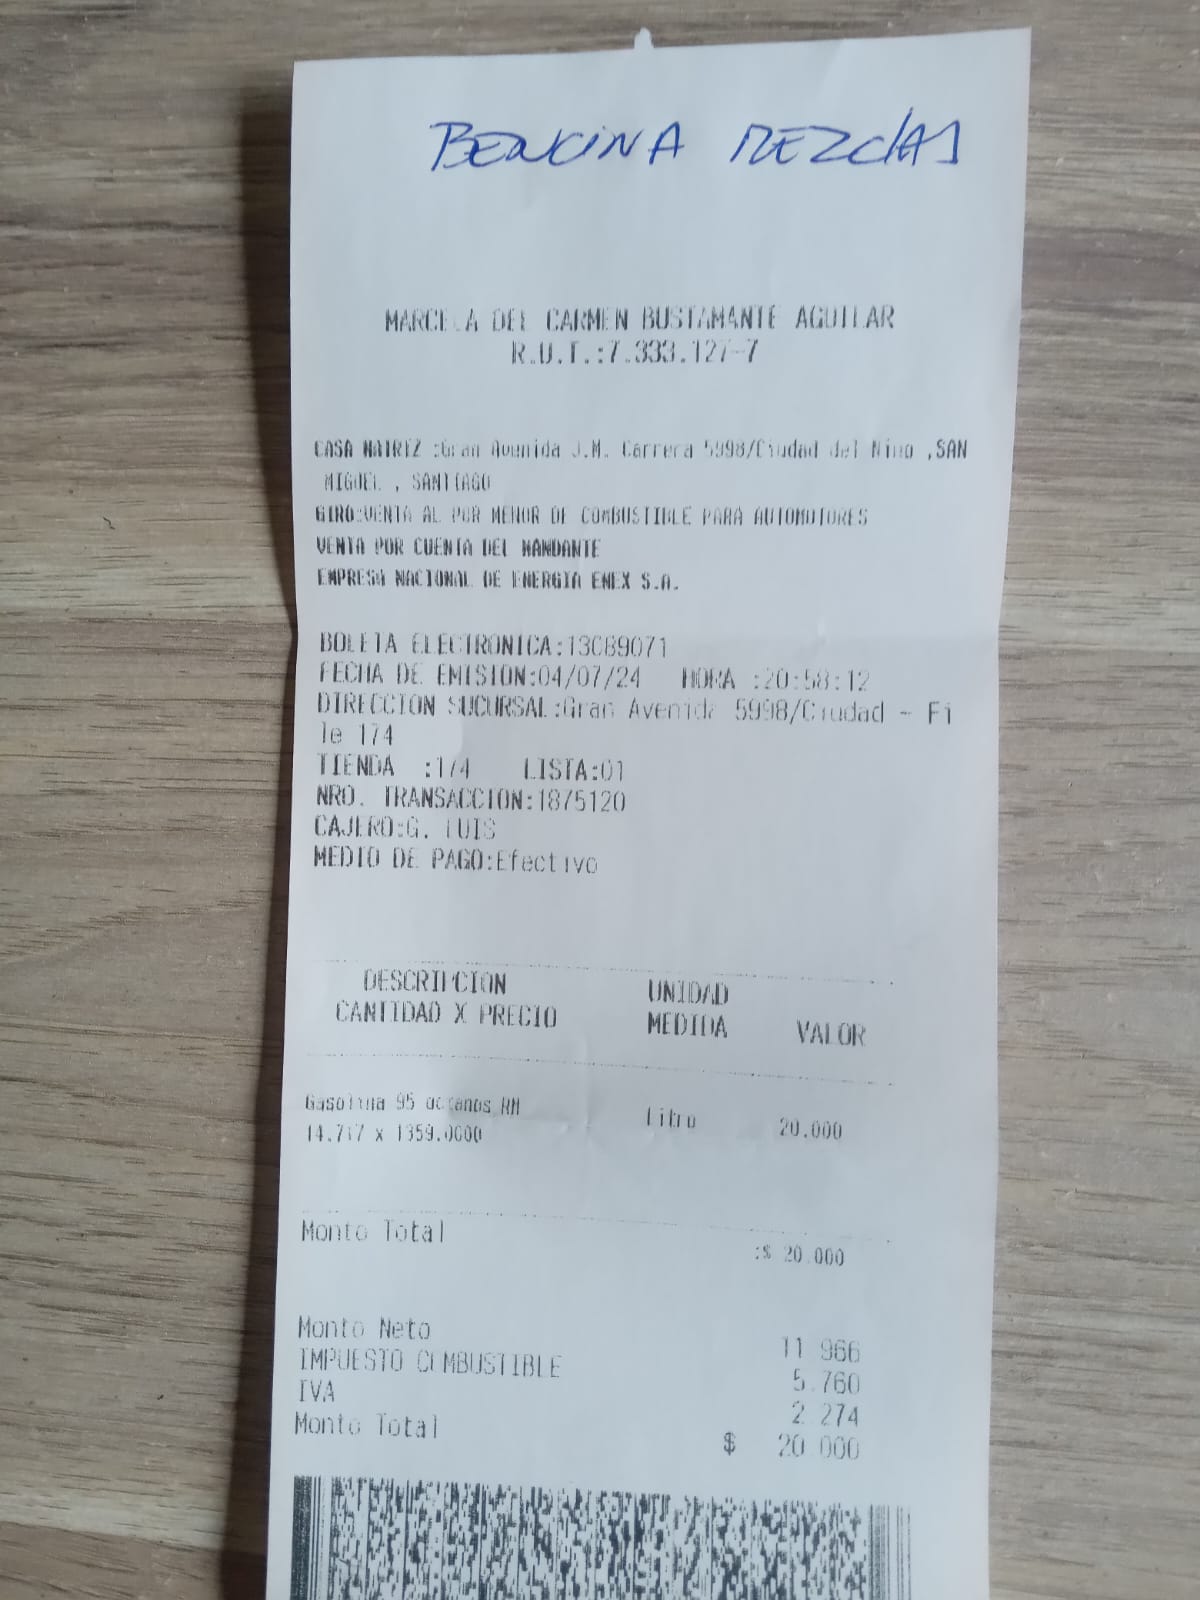 BENCINA MEZCLAS
MARCELA DEL CARMEN BUSTAMANTE AGUILAR
R.U.T.:7.333.127-7
CASA MATRIZ :Gran Avenida J.M. Carrera 5998/Ciudad del Nino ,SAN
MIGUEL , SANTIAGO
GIRO:VENTA AL POR MENOR DE COMBUSTIBLE PARA AUTOMOTORES
VENTA POR CUENTA DEL MANDANTE
EMPRESA NACIONAL DE ENERGIA ENEX S.A.
BOLETA ELECTRONICA:
FECHA DE EMISION:04/07/24 HORA :20:58:12
DIRECCION SUCURSAL:Gran Avenida 5998/Ciudad - Fi
le 174
TIENDA :174 LISTA:01
NRO. TRANSACCION:1875120
CAJERO:G. LUIS
MEDIO DE PAGO:Efectivo
DESCRIPCION UNIDAD
CANTIDAD X PRECIO MEDIDA VALOR
Gasolina 95 octanos RM Litro 20.000
14.717 x 1359.0000
Monto Total :$ 20.000
Monto Neto 11 966
IMPUESTO COMBUSTIBLE 5.760
IVA 2 274
Monto Total $ 20 000